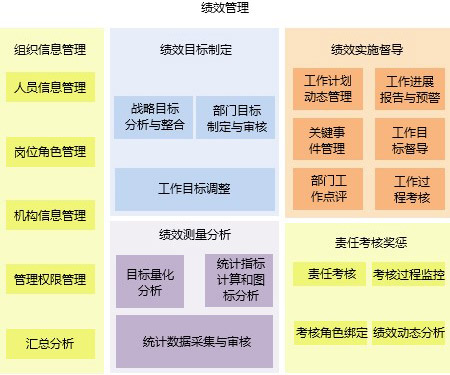 绩效管理
组织信息管理
人员信息管理
岗位角色管理
机构信息管理
管理权限管理
汇总分析
绩效目标制定
战略目标
分析与整合
部门目标
制定与审核
工作目标调整
绩效实施督导
工作计划
动态管理
工作进展
报告与预警
关键事
件管理
工作目
标督导
部门工
作点评
工作过
程考核
绩效测量分析
目标量化
分析
统计指标
计算和图
标分析
统计数据采集与审核
责任考核奖惩
责任考核
考核过程监控
考核角色绑定
绩效动态分析